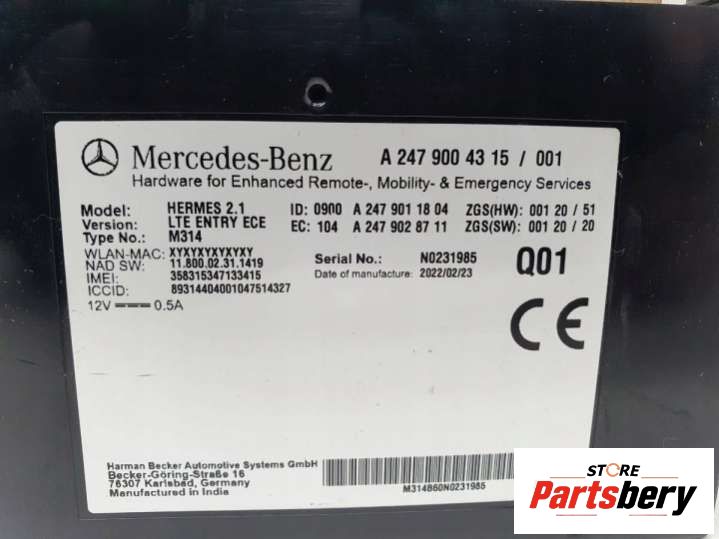 Mercedes-Benz A 247 900 43 15 / 001
Hardware for Enhanced Remote-, Mobility- & Emergency Services
Model: HERMES 2.1 ID: 0900 A 247 901 18 04 ZGS(HW): 001 20 / 51
Version: LTE ENTRY ECE EC: 104 A 247 902 87 11 ZGS(SW): 001 20 / 20
Type No.: M314
WLAN-MAC: XYXYXYXYXYXY
NAD SW: 11.800.02.31.1419 Serial No.: N0231985 Q01
IMEI: 358315347133415 Date of manufacture: 2022/02/23
ICCID: 89314404001047514327
12V 0.5A
CE
Harman Becker Automotive Systems GmbH
Becker-Göring-Straße 16
76307 Karlsbad, Germany
Manufactured in India
M314860N0231985
STORE
Partsbery